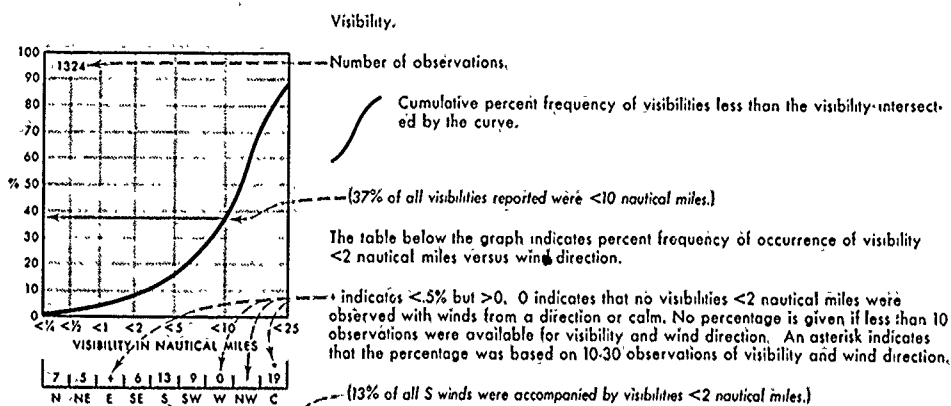 Visibility.
100
90
80
70
60
50
%
40
30
20
10
0
1324
Number of observations.
Cumulative percent frequency of visibilities less than the visibility-intersect-
ed by the curve.
(37% of all visibilities reported were <10 nautical miles.)
The table below the graph indicates percent frequency of occurrence of visibility
<2 nautical miles versus wind direction.
+ indicates <.5% but >0. 0 indicates that no visibilities <2 nautical miles were
observed with winds from a direction or calm. No percentage is given if less than 10
observations were available for visibility and wind direction. An asterisk indicates
that the percentage was based on 10-30 observations of visibility and wind direction.
<¼ <½ <1 <2 <5 <10 <25
VISIBILITY IN NAUTICAL MILES
7 5 + 6 13 9 0 19
N NE E SE S SW W NW C
(13% of all S winds were accompanied by visibilities <2 nautical miles.)